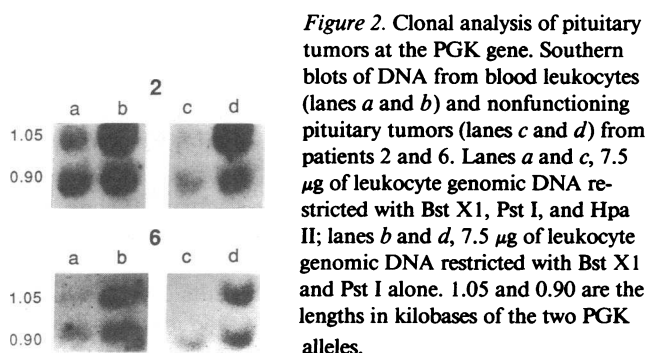 2
a b c d
1.05
0.90
6
a b c d
1.05
0.90
Figure 2. Clonal analysis of pituitary
tumors at the PGK gene. Southern
blots of DNA from blood leukocytes
(lanes a and b) and nonfunctioning
pituitary tumors (lanes c and d) from
patients 2 and 6. Lanes a and c, 7.5
μg of leukocyte genomic DNA re-
stricted with Bst X1, Pst I, and Hpa
II; lanes b and d, 7.5 μg of leukocyte
genomic DNA restricted with Bst X1
and Pst I alone. 1.05 and 0.90 are the
lengths in kilobases of the two PGK
alleles.